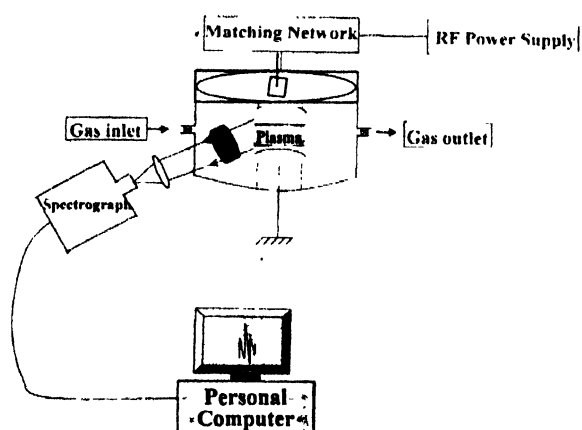 Matching Network
RF Power Supply
Gas inlet
Plasma
Gas outlet
Spectrograph
Personal
Computer